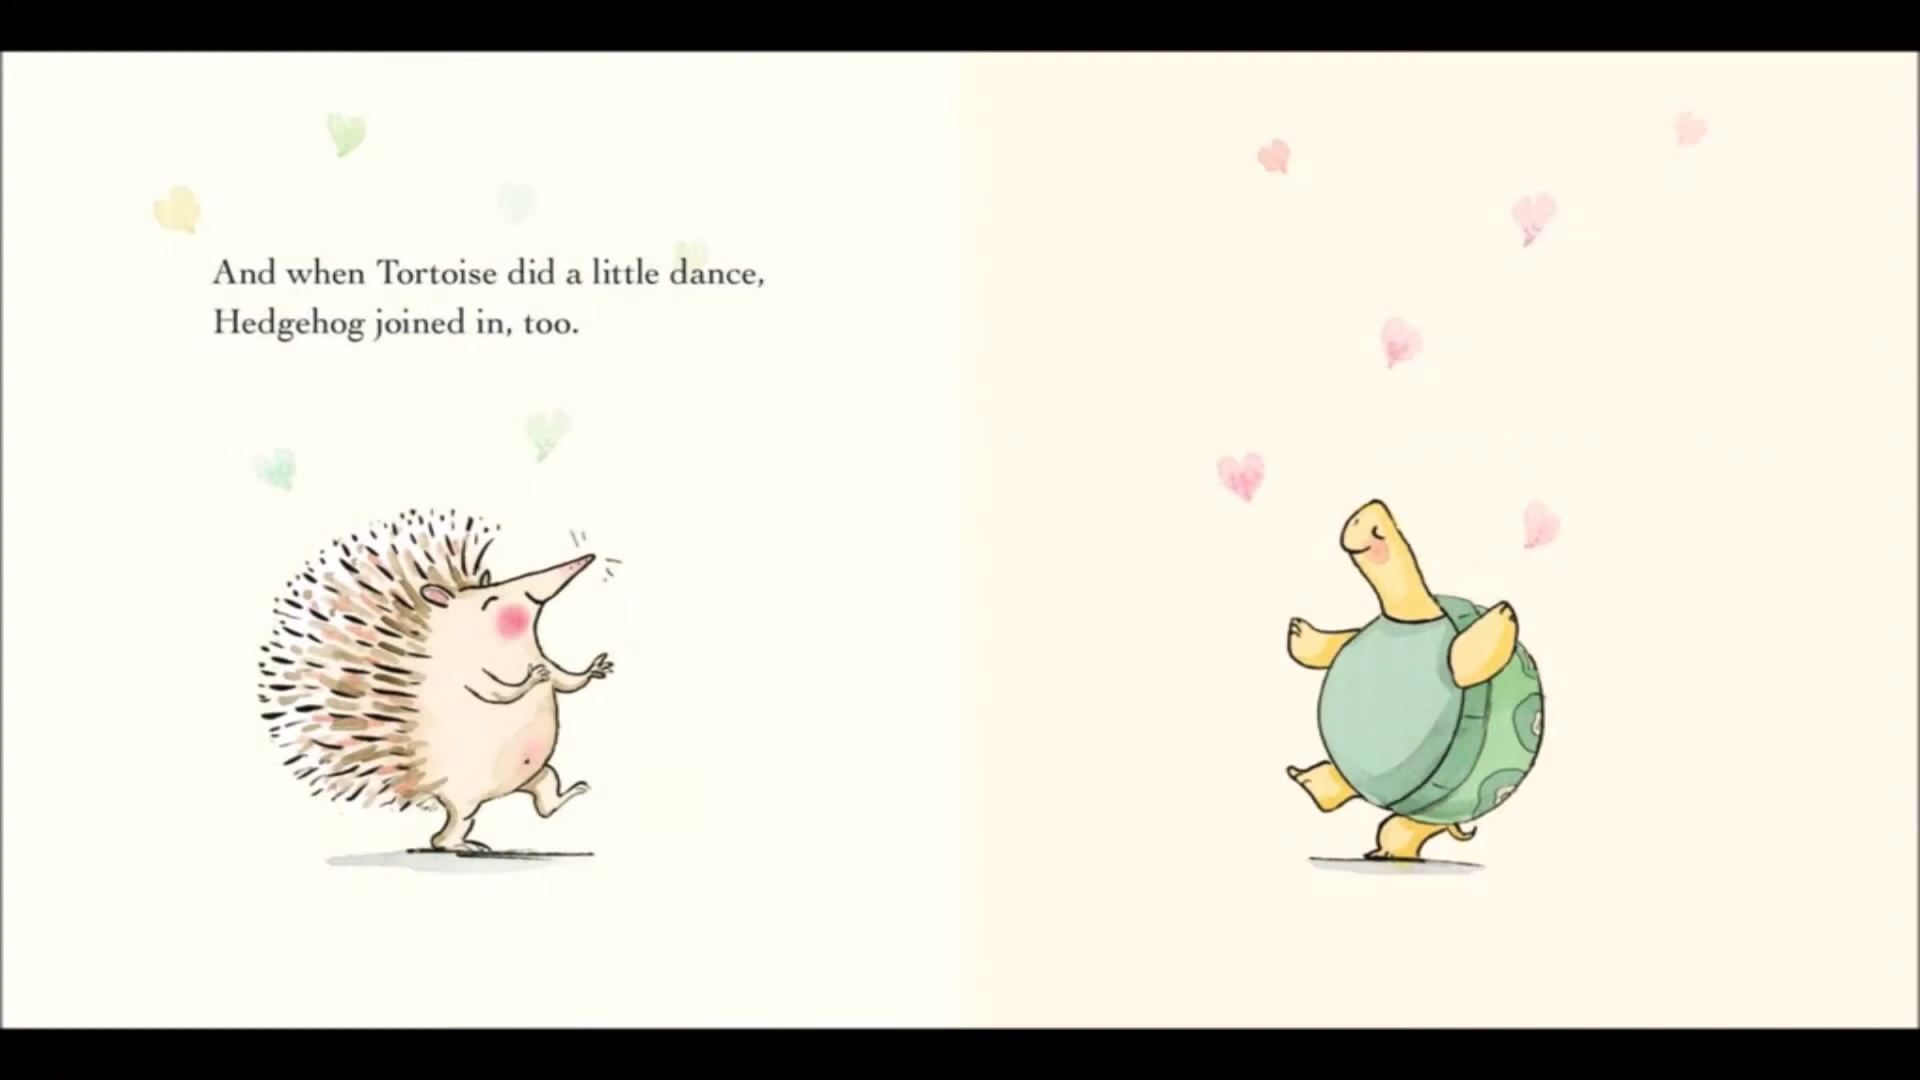 And when Tortoise did a little dance,
Hedgehog joined in, too.